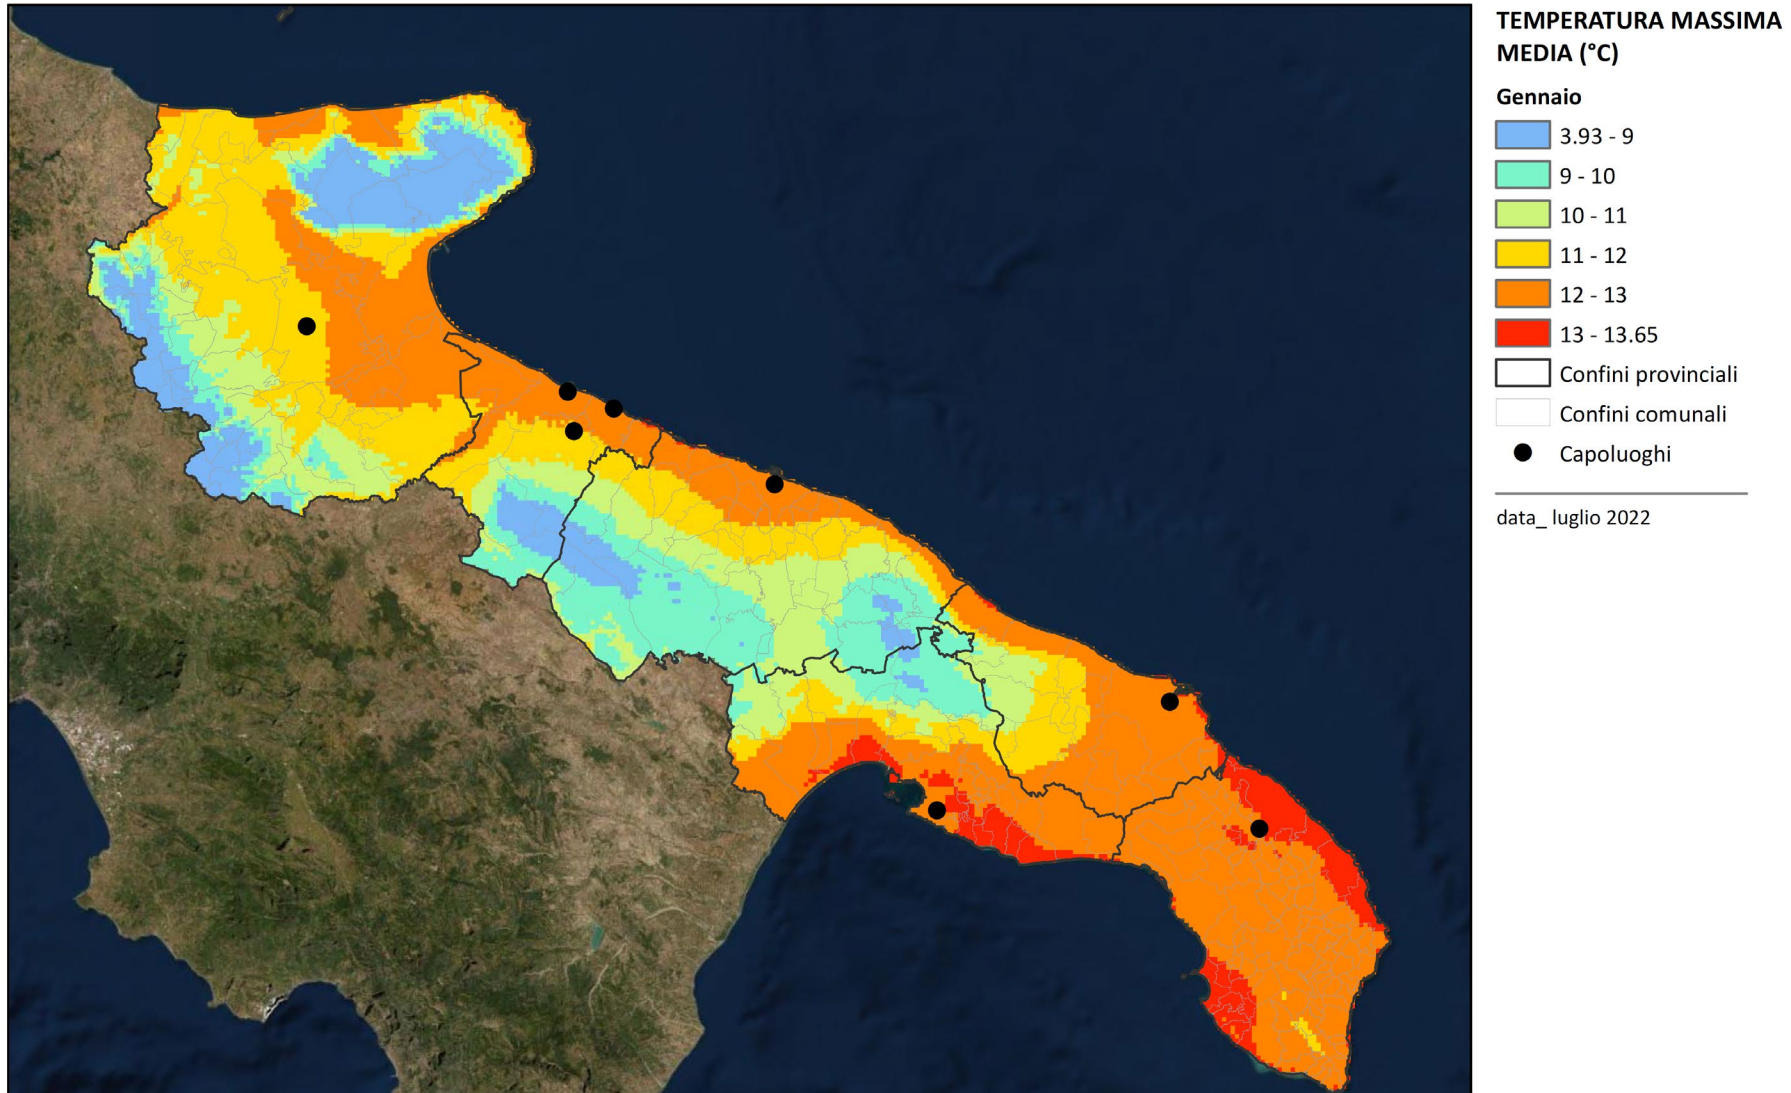 TEMPERATURA MASSIMA
MEDIA (°C)
Gennaio
3.93 - 9
9 - 10
10 - 11
11 - 12
12 - 13
13 - 13.65
Confini provinciali
Confini comunali
Capoluoghi
data_ luglio 2022